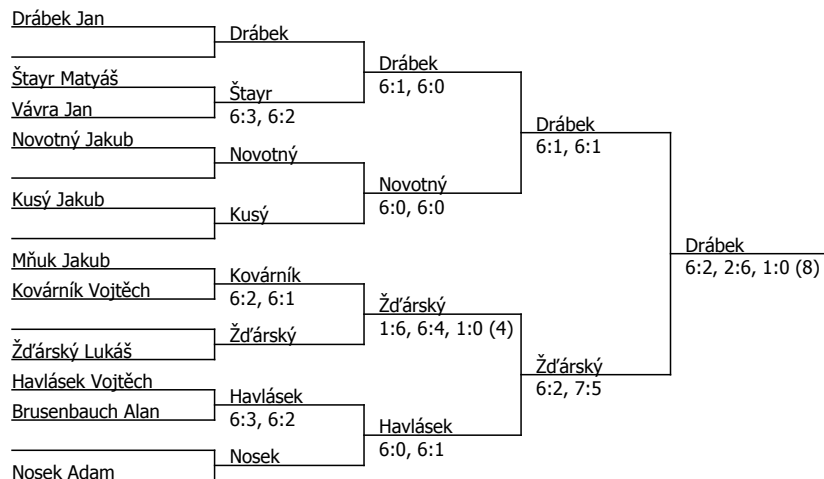 Drábek Jan
Štayr Matyáš
Vávra Jan
Novotný Jakub
Kusý Jakub
Mňuk Jakub
Kovárník Vojtěch
Žďárský Lukáš
Havlásek Vojtěch
Brusenbauch Alan
Nosek Adam
Drábek
Štayr
6:3, 6:2
Novotný
Kusý
Kovárník
6:2, 6:1
Žďárský
Havlásek
6:3, 6:2
Nosek
Drábek
6:1, 6:0
Novotný
6:0, 6:0
Žďárský
1:6, 6:4, 1:0 (4)
Havlásek
6:0, 6:1
Drábek
6:1, 6:1
Žďárský
6:2, 7:5
Drábek
6:2, 2:6, 1:0 (8)